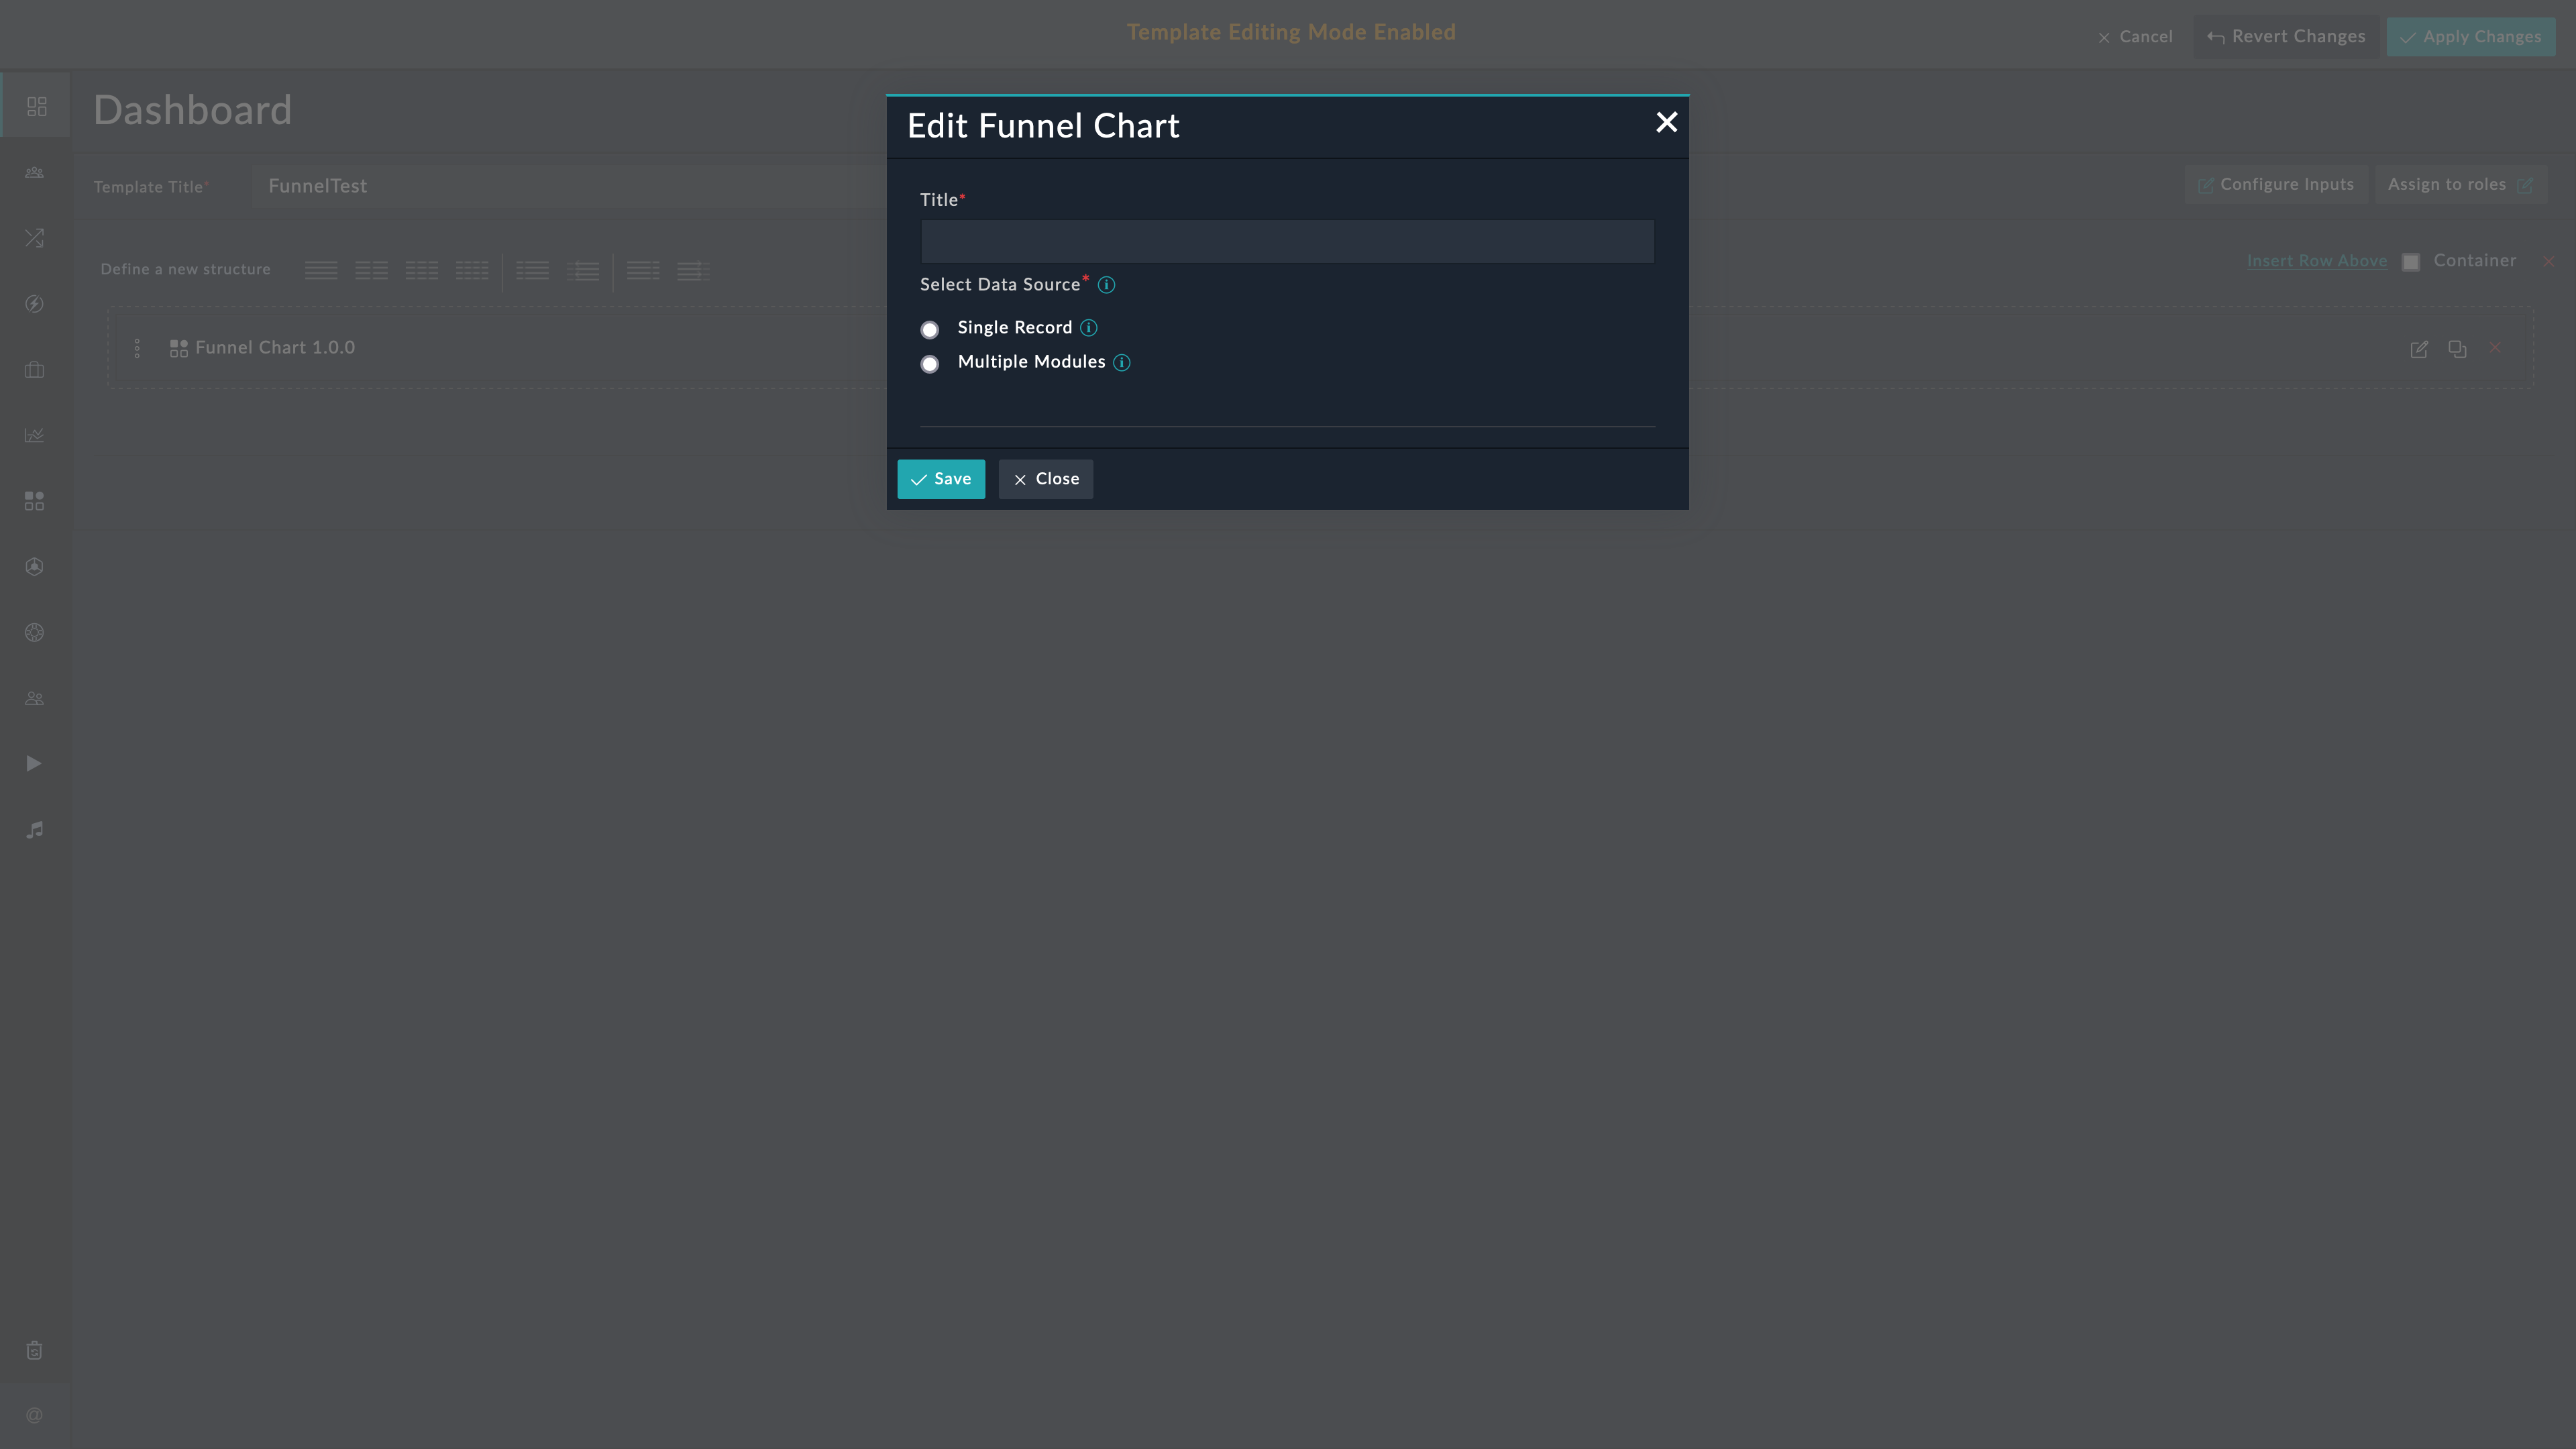 Template Editing Mode Enabled
Cancel
Revert Changes
Apply Changes
Dashboard
Edit Funnel Chart
Template Title*
FunnelTest
Configure Inputs
Assign to roles
Title*
Define a new structure
Insert Row Above
Container
Select Data Source*
Single Record
Multiple Modules
Funnel Chart 1.0.0
Save
Close